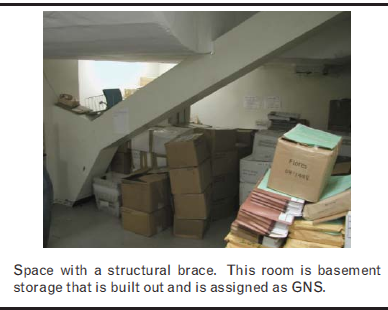 Space with a structural brace.  This room is basement
storage that is built out and is assigned as GNS.